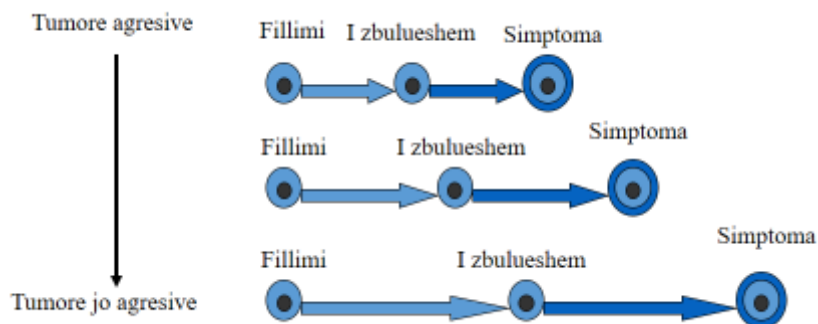 Tumore agresive
Fillimi
I zbulueshem
Simptoma
Fillimi
I zbulueshem
Simptoma
Fillimi
I zbulueshem
Simptoma
Tumore jo agresive